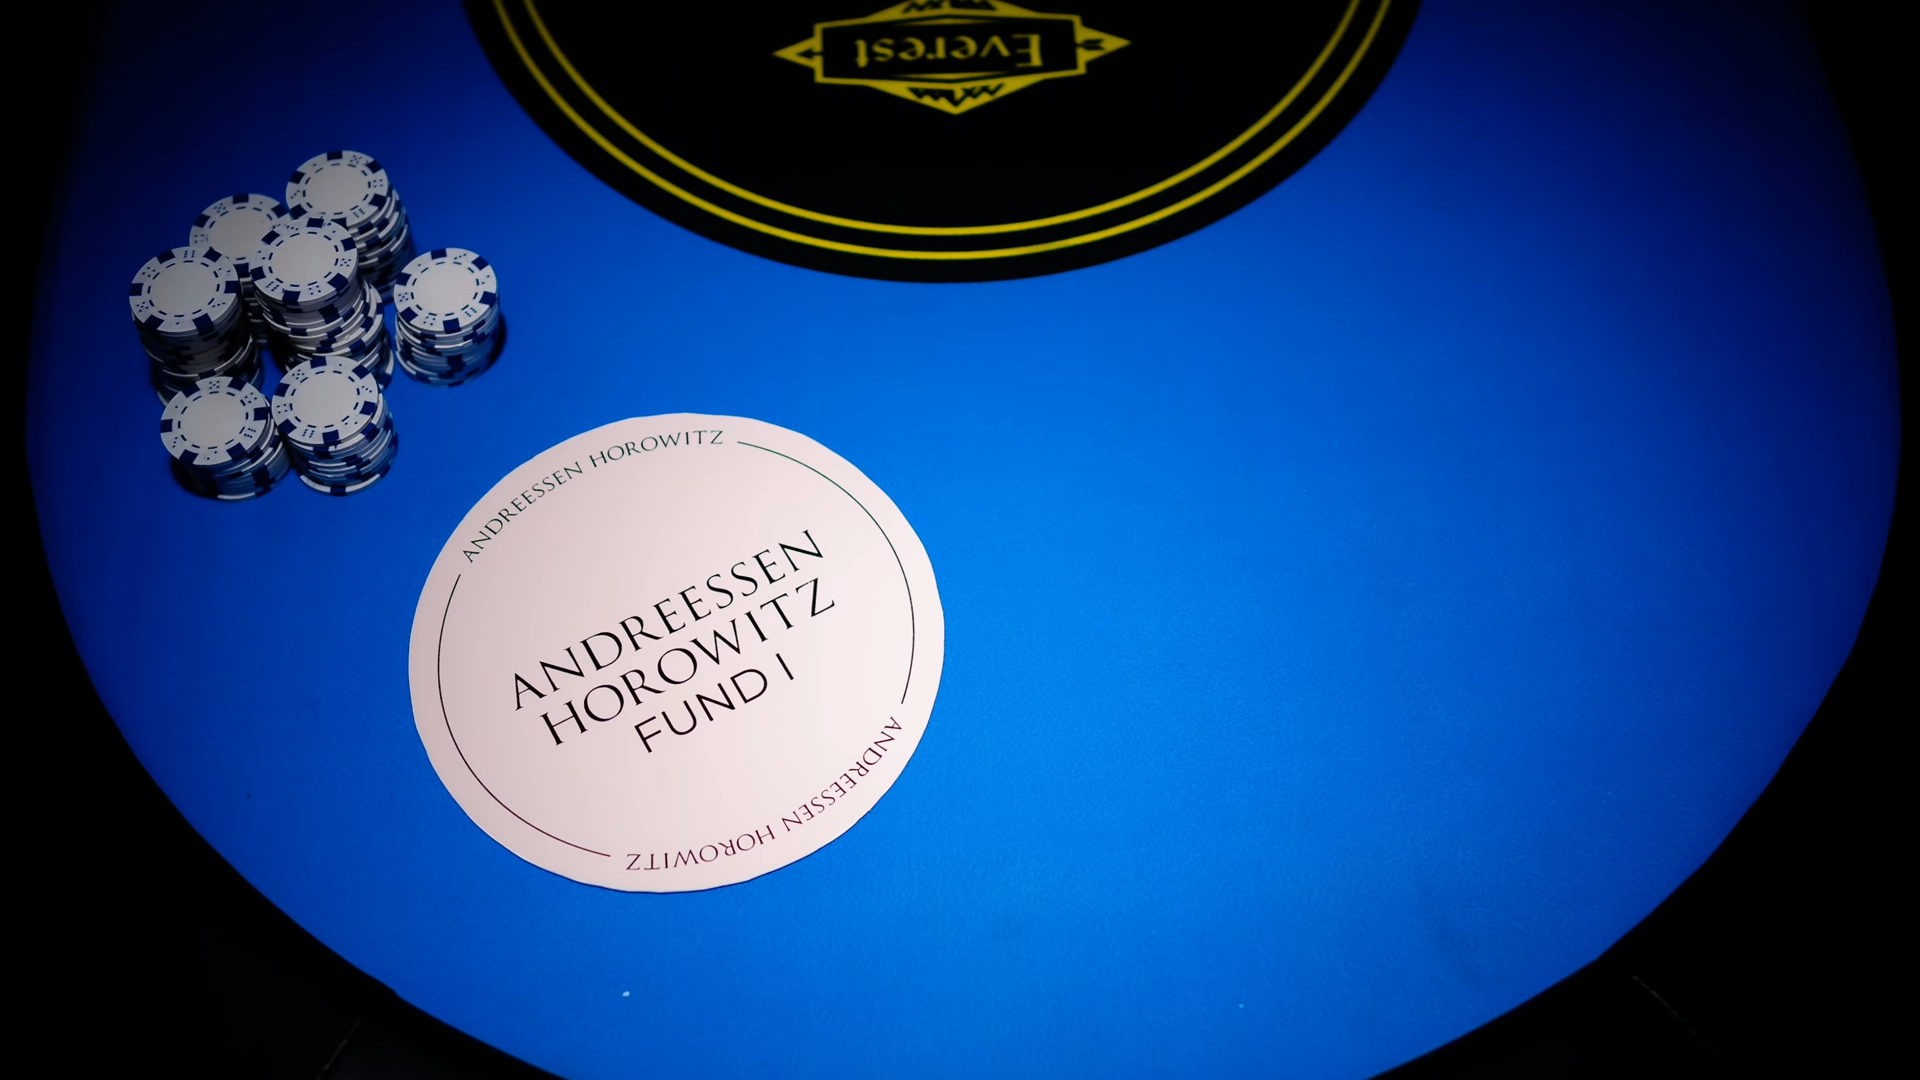 Everest
ANDREESSEN HOROWITZ
ANDREESSEN
HOROWITZ
FUND I
ANDREESSEN HOROWITZ